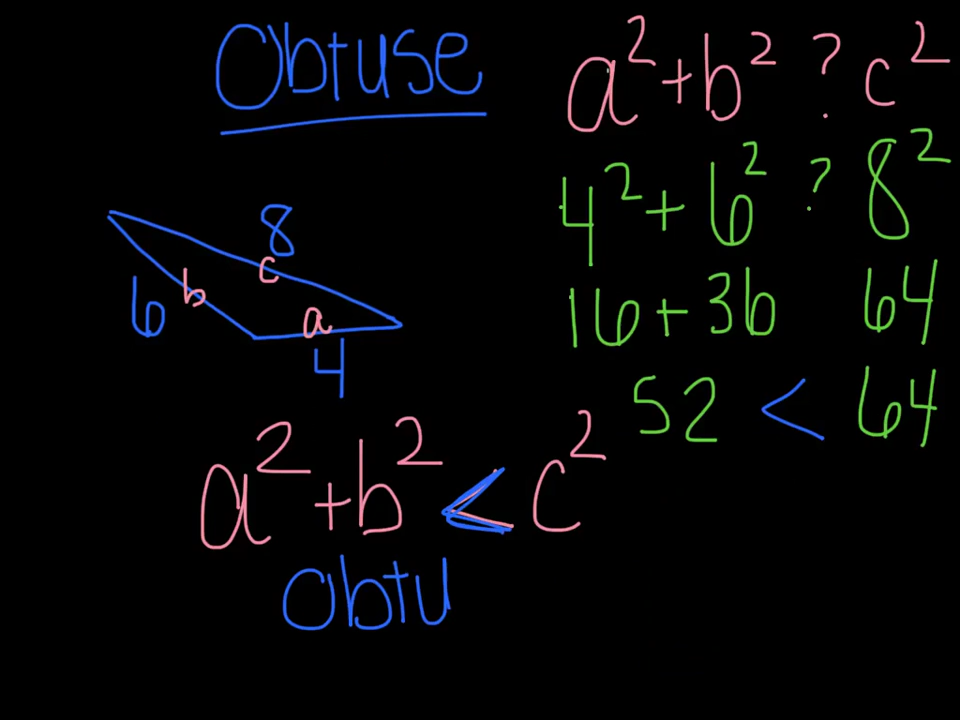 Obtuse
a² + b² ? c²
4² + 6² ? 8²
16 + 36 64
52 < 64
8
c
6 b a
4
a² + b² < c²
obtu